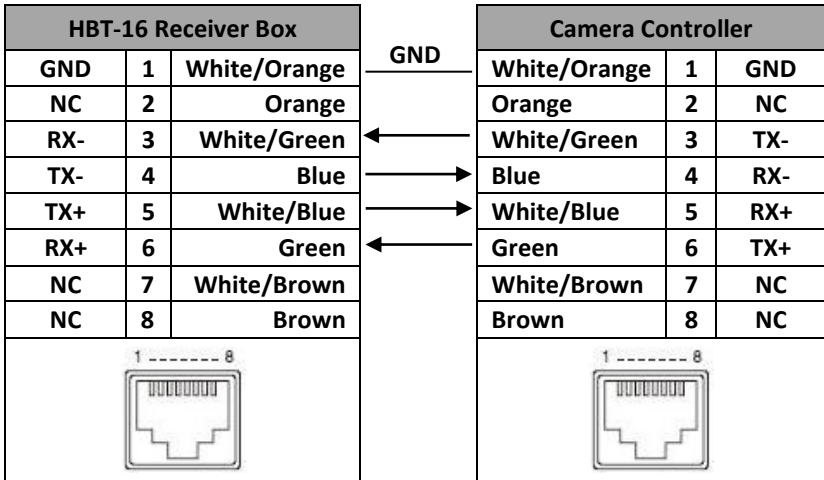 HBT-16 Receiver Box GND Camera Controller
GND 1 White/Orange White/Orange 1 GND
NC 2 Orange Orange 2 NC
RX- 3 White/Green White/Green 3 TX-
TX- 4 Blue Blue 4 RX-
TX+ 5 White/Blue White/Blue 5 RX+
RX+ 6 Green Green 6 TX+
NC 7 White/Brown White/Brown 7 NC
NC 8 Brown Brown 8 NC
1 ------- 8 1 ------- 8